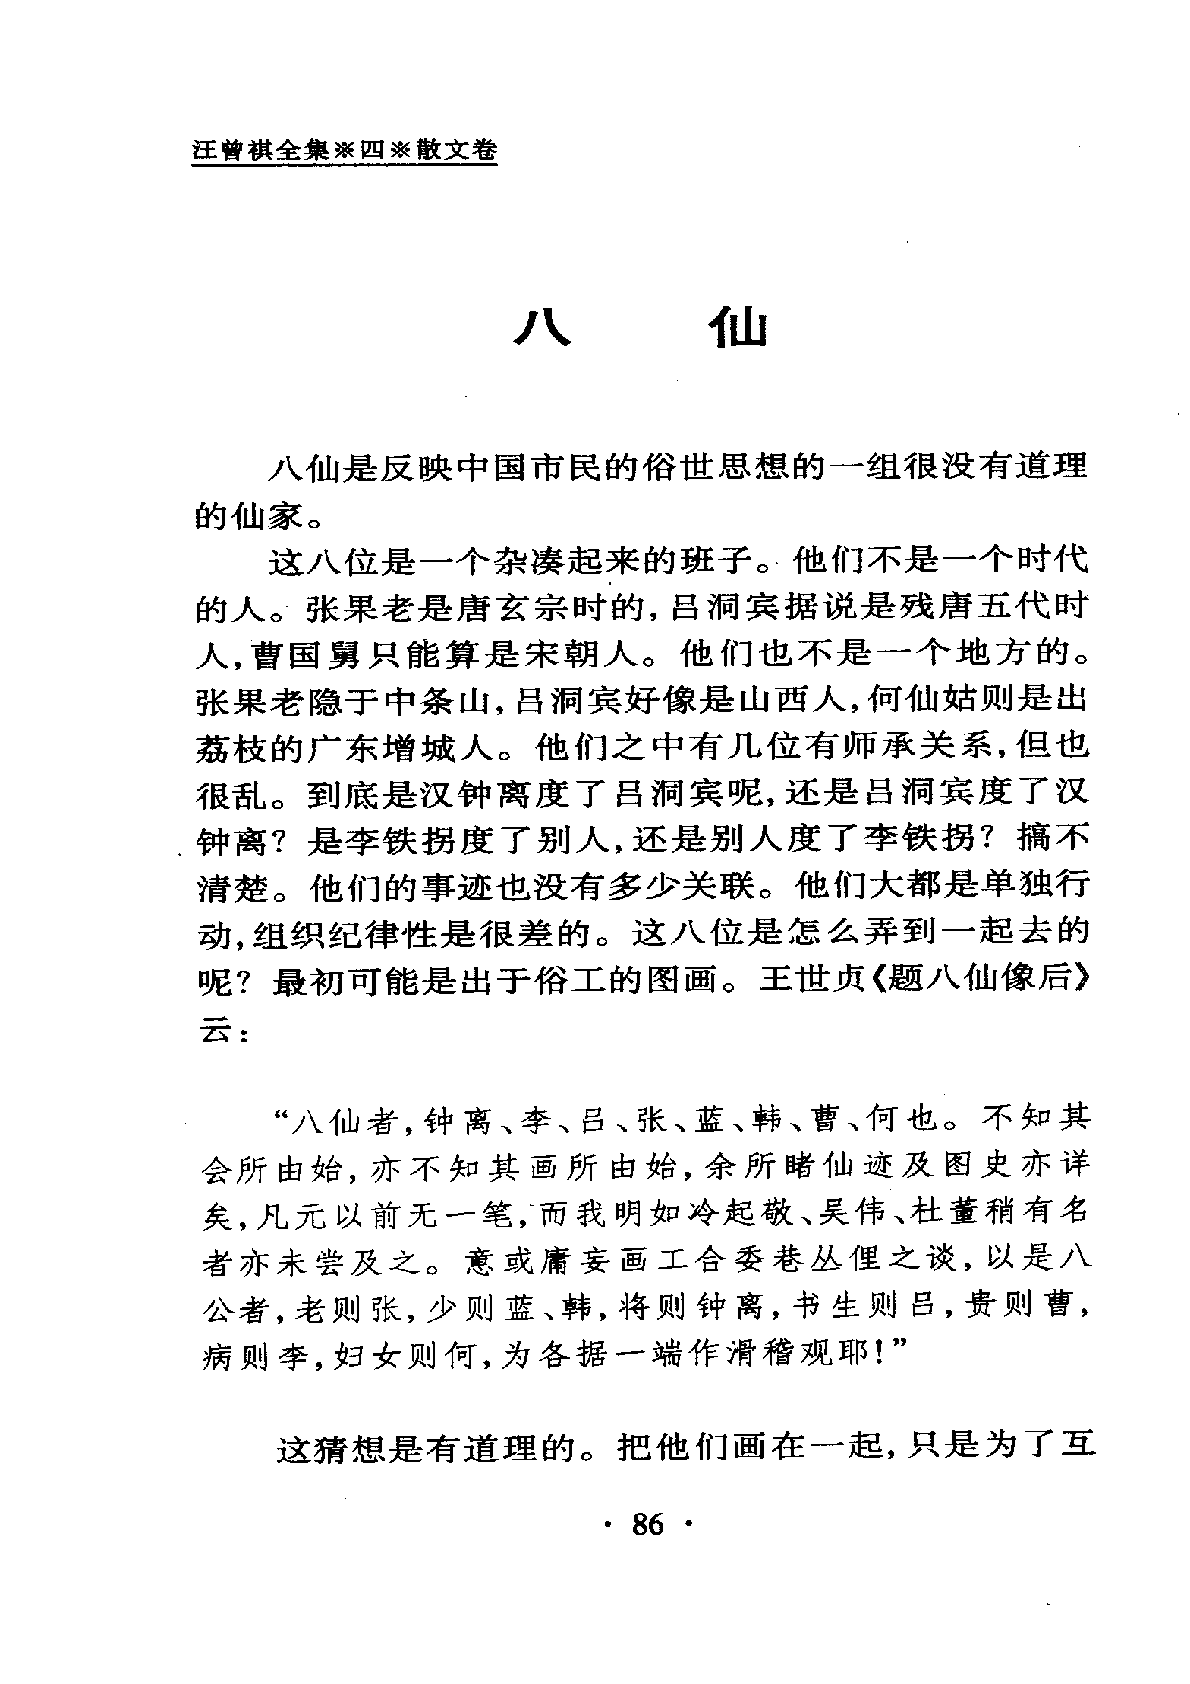 汪曾祺全集※四※散文卷
八 仙
八仙是反映中国市民的俗世思想的一组很没有道理
的仙家。
这八位是一个杂凑起来的班子。他们不是一个时代
的人。张果老是唐玄宗时的,吕洞宾据说是残唐五代时
人,曹国舅只能算是宋朝人。他们也不是一个地方的。
张果老隐于中条山,吕洞宾好像是山西人,何仙姑则是出
荔枝的广东增城人。他们之中有几位有师承关系,但也
很乱。到底是汉钟离度了吕洞宾呢,还是吕洞宾度了汉
钟离?是李铁拐度了别人,还是别人度了李铁拐?搞不
清楚。他们的事迹也没有多少关联。他们大都是单独行
动,组织纪律性是很差的。这八位是怎么弄到一起去的
呢?最初可能是出于俗工的图画。王世贞《题八仙像后》
云:
“八仙者,钟离、李、吕、张、蓝、韩、曹、何也。不知其
会所由始,亦不知其画所由始,余所睹仙迹及图史亦详
矣,凡元以前无一笔,而我明如冷起敬、吴伟、杜堇稍有名
者亦未尝及之。意或庸妄画工合委巷丛俚之谈,以是八
公者,老则张,少则蓝、韩,将则钟离,书生则吕,贵则曹,
病则李,妇女则何,为各据一端作滑稽观耶!”
这猜想是有道理的。把他们画在一起,只是为了互
· 86 ·